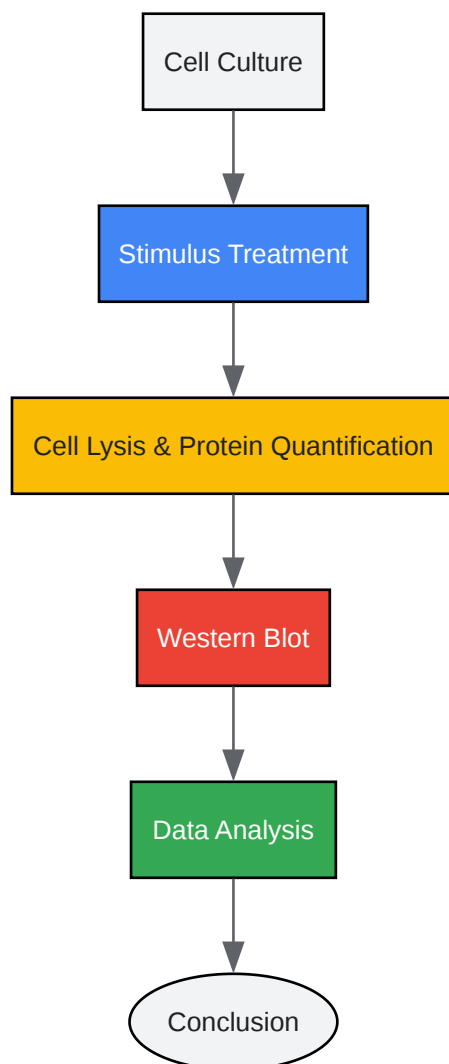 Cell Culture
Stimulus Treatment
Cell Lysis & Protein Quantification
Western Blot
Data Analysis
Conclusion